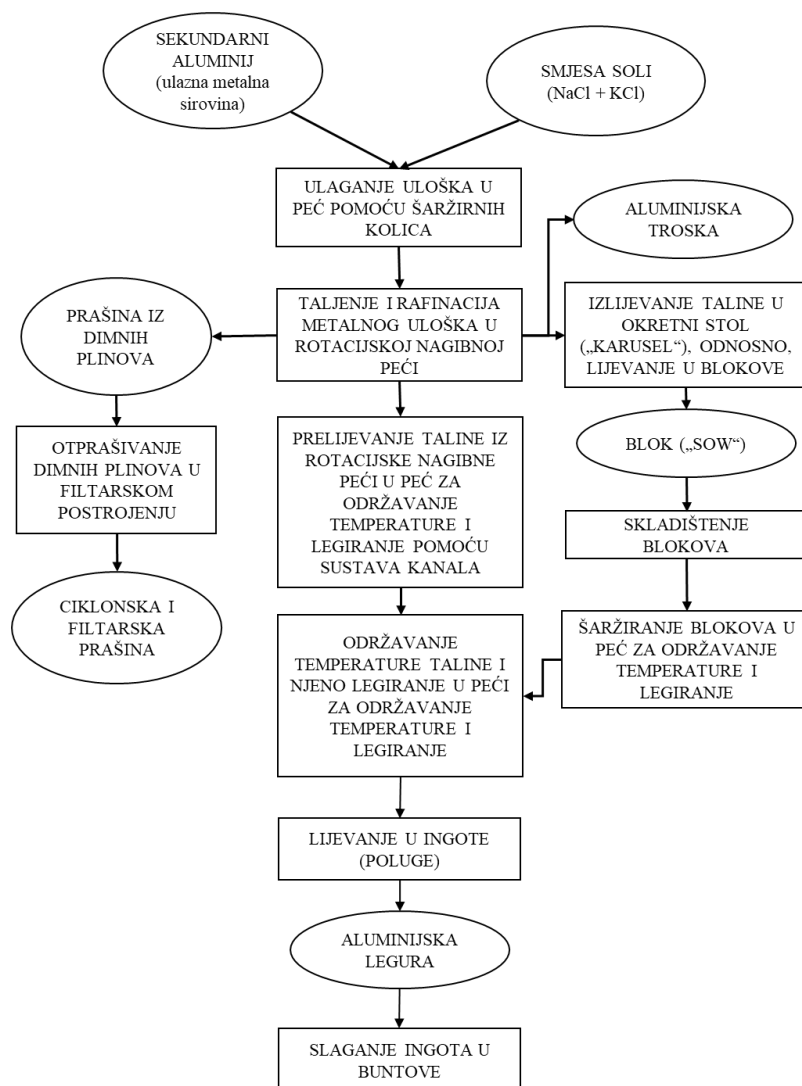 SEKUNDARNI
ALUMINIJ
(ulazna metalna
sirovina)
SMJESA SOLI
(NaCl + KCl)
ULAGANJE ULOŠKA U
PEĆ POMOĆU ŠARŽIRNIH
KOLICA
ALUMINIJSKA
TROSKA
PRAŠINA IZ
DIMNIH
PLINOVA
TALJENJE I RAFINACIJA
METALNOG ULOŠKA U
ROTACIJSKOJ NAGIBNOJ
PEĆI
IZLIJEVANJE TALINE U
OKRETNI STOL
(„KARUSEL“), ODNOSNO,
LIJEVANJE U BLOKOVE
OTPRAŠIVANJE
DIMNIH PLINOVA U
FILTARSKOM
POSTROJENJU
PRELIJEVANJE TALINE IZ
ROTACIJSKE NAGIBNE
PEĆI U PEĆ ZA
ODRŽAVANJE
TEMPERATURE I
LEGIRANJE POMOĆU
SUSTAVA KANALA
BLOK („SOW“)
SKLADIŠTENJE
BLOKOVA
CIKLONSKA I
FILTARSKA
PRAŠINA
ODRŽAVANJE
TEMPERATURE TALINE I
NJENO LEGIRANJE U PEĆI
ZA ODRŽAVANJE
TEMPERATURE I
LEGIRANJE
ŠARŽIRANJE BLOKOVA U
PEĆ ZA ODRŽAVANJE
TEMPERATURE I
LEGIRANJE
LIJEVANJE U INGOTE
(POLUGE)
ALUMINIJSKA
LEGURA
SLAGANJE INGOTA U
BUNTOVE